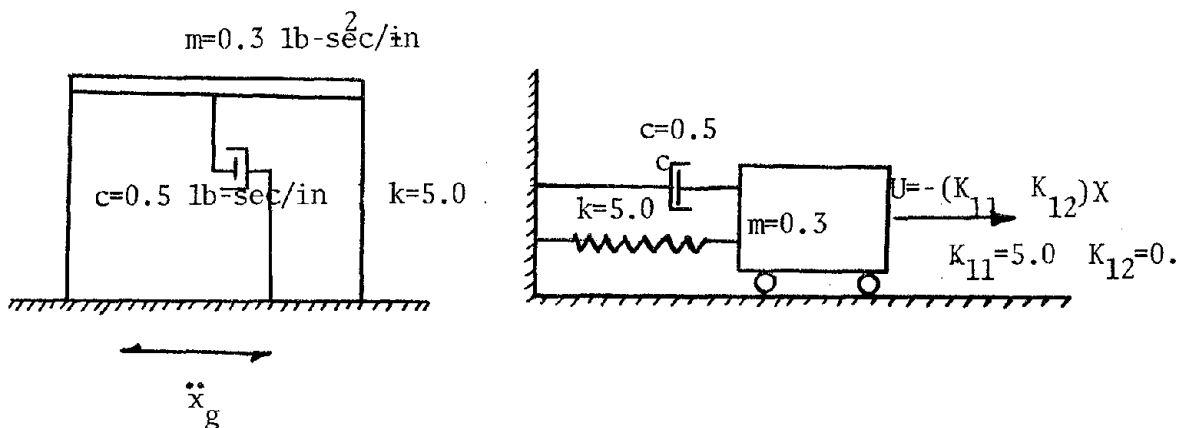 m=0.3 lb-sec²/in
c=0.5 lb-sec/in
k=5.0
ẍg
c=0.5
c
k=5.0
m=0.3
U=-(K11 K12)X
K11=5.0 K12=0.